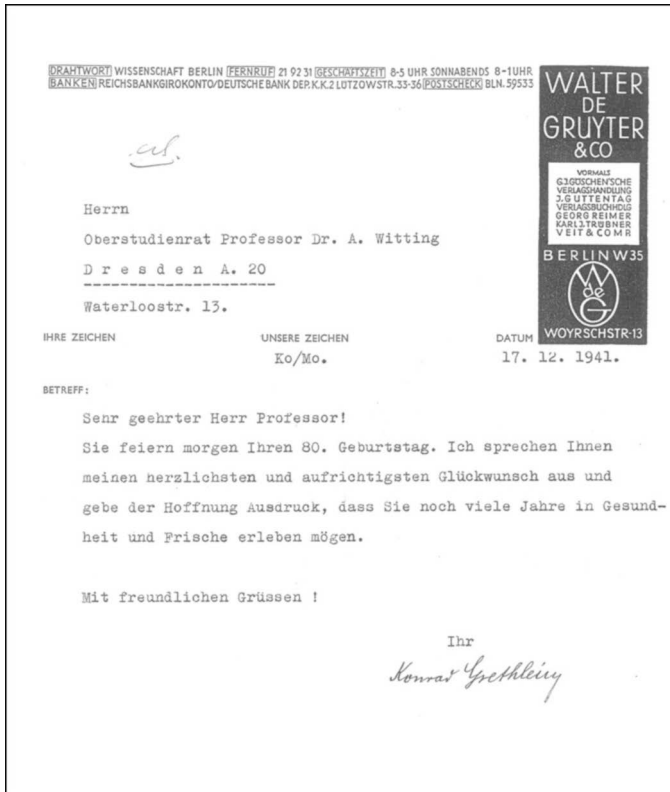 DRAHTWORT WISSENSCHAFT BERLIN FERNRUF 21 92 31 GESCHÄFTSZEIT 8-5 UHR SONNABENDS 8-1 UHR
BANKEN REICHSBANKGIROKONTO/DEUTSCHE BANK DEP. K.K.2 LÜTZOWSTR.33-36 POSTSCHECK BLN. 59533
WALTER
DE
GRUYTER
& CO
VORMALS
G.J.GÖSCHEN'SCHE
VERLAGSHANDLUNG
J.GUTTENTAG
VERLAGSBUCHHDLG
GEORG REIMER
KARL J.TRÜBNER
VEIT & COMP.
BERLIN W 35
W
de
G
WOYRSCHSTR·13
Herrn
Oberstudienrat Professor Dr. A. Witting
D r e s d e n A. 20
Waterloostr. 13.
IHRE ZEICHEN UNSERE ZEICHEN DATUM
Ko/Mo. 17. 12. 1941.
BETREFF:
Sehr geehrter Herr Professor!
Sie feiern morgen Ihren 80. Geburtstag. Ich sprechen Ihnen
meinen herzlichsten und aufrichtigsten Glückwunsch aus und
gebe der Hoffnung Ausdruck, dass Sie noch viele Jahre in Gesund-
heit und Frische erleben mögen.
Mit freundlichen Grüssen !
Ihr
Konrad Grethlein